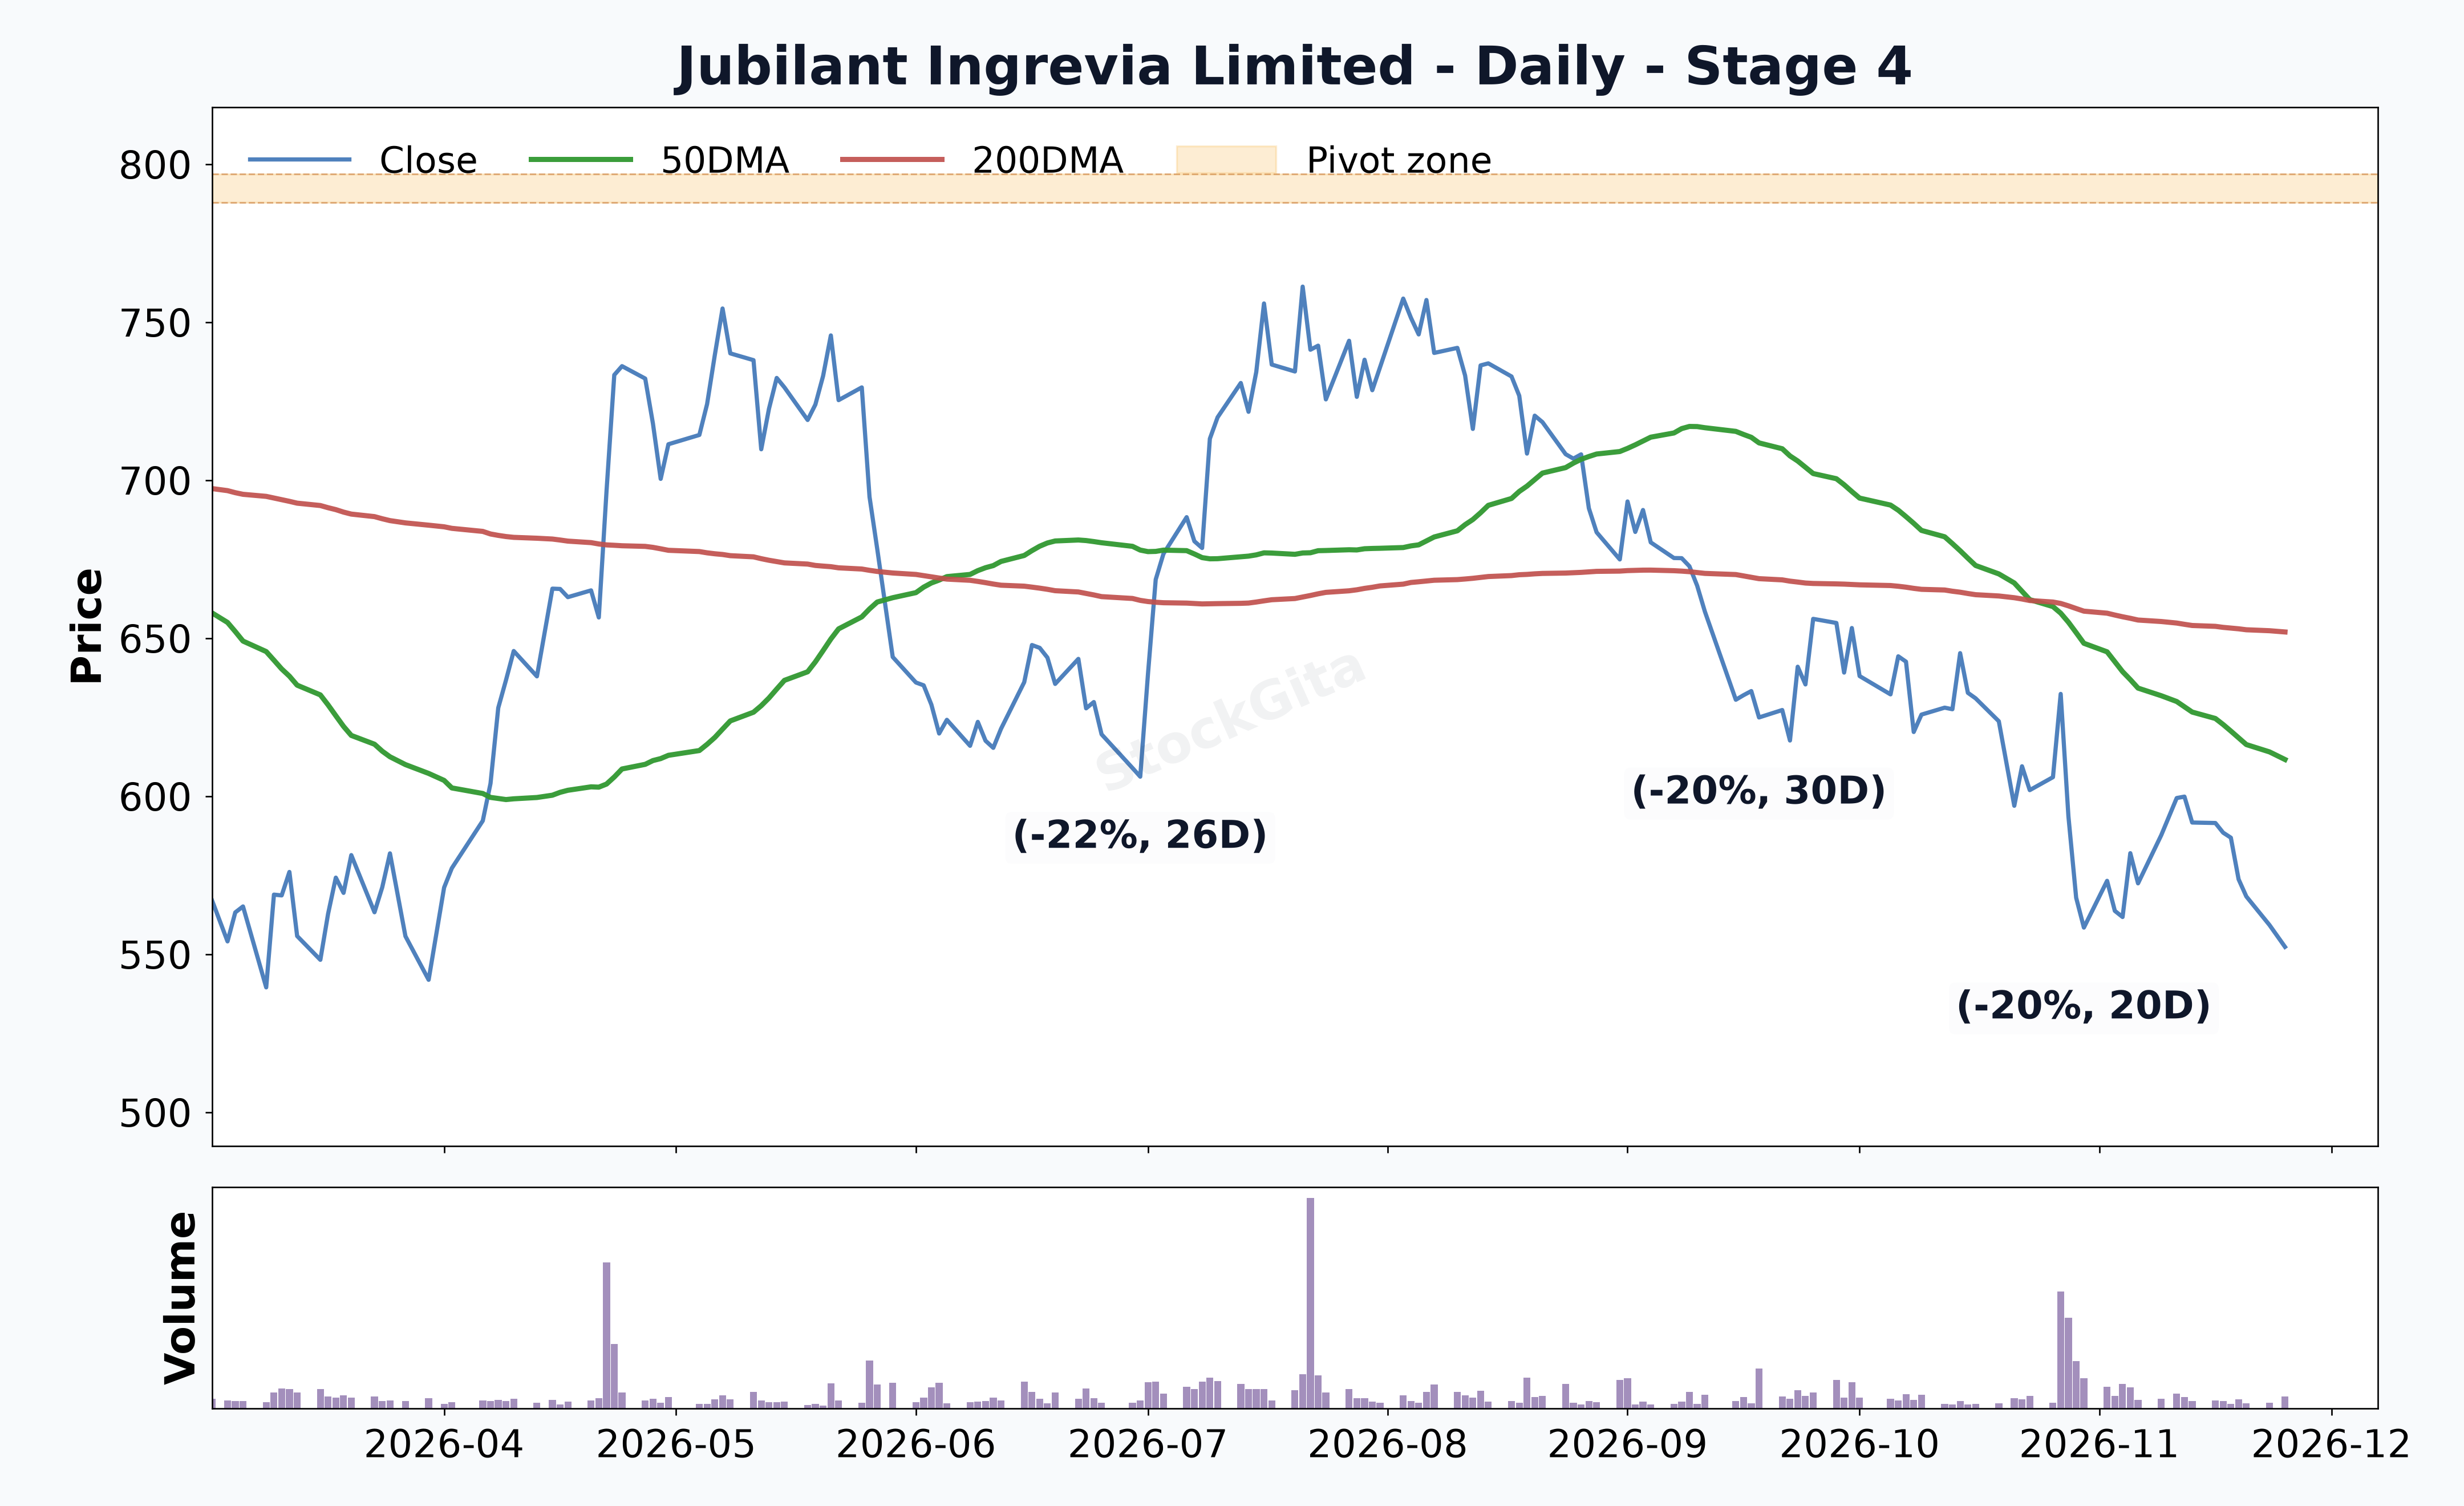 Jubilant Ingrevia Limited - Daily - Stage 4
Close 50DMA 200DMA Pivot zone
800
750
700
650
600
550
500
Price
StockGita
(-22%, 26D)
(-20%, 30D)
(-20%, 20D)
Volume
2026-04 2026-05 2026-06 2026-07 2026-08 2026-09 2026-10 2026-11 2026-12